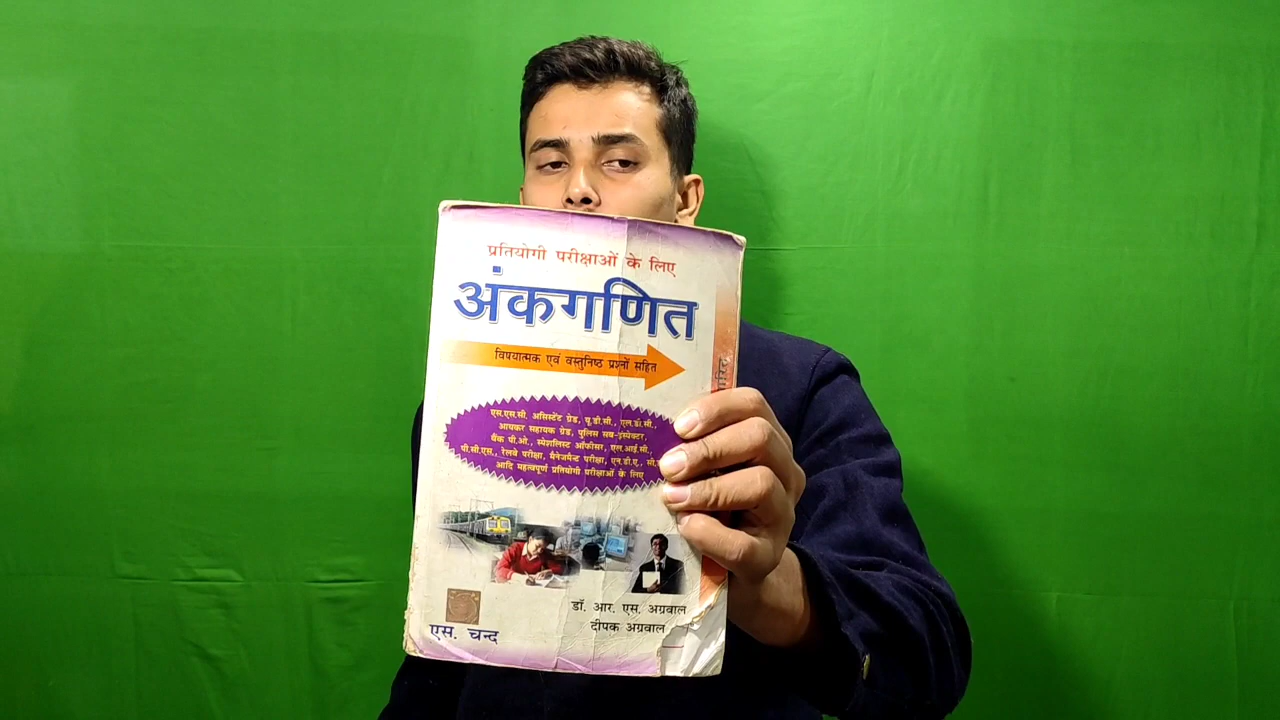 प्रतियोगी परीक्षाओं के लिए
अंकगणित
विषयात्मक एवं वस्तुनिष्ठ प्रश्नों सहित
एस.एस.सी. असिस्टेंट ग्रेड, यू.डी.सी., एल.डी.सी.,
आयकर सहायक ग्रेड, पुलिस सब-इंस्पेक्टर,
बैंक पी.ओ., स्पेशलिस्ट ऑफीसर, एल.आई.सी.
पी.सी.एस., रेलवे परीक्षा, मैनेजमैन्ट परीक्षा, एन.डी.ए.,
आदि महत्वपूर्ण प्रतियोगी परीक्षाओं के लिए
डॉ. आर. एस. अग्रवाल
दीपक अग्रवाल
एस. चन्द